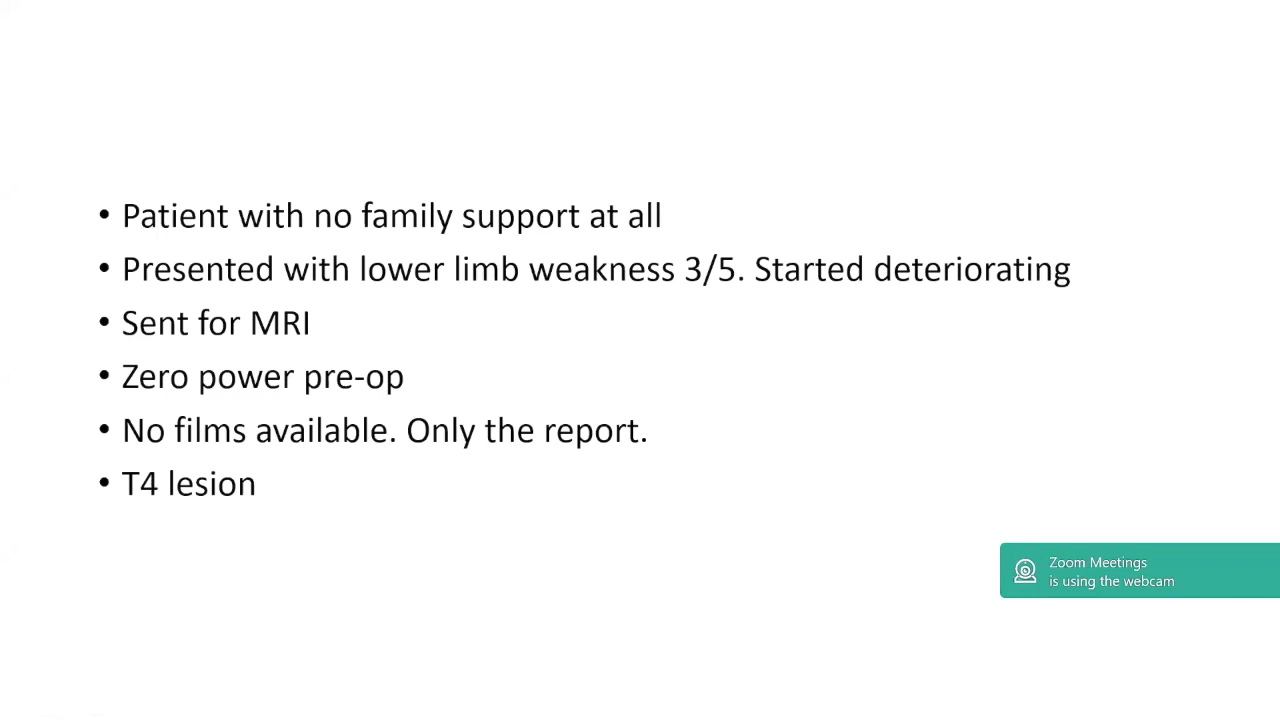 • Patient with no family support at all
• Presented with lower limb weakness 3/5. Started deteriorating
• Sent for MRI
• Zero power pre-op
• No films available. Only the report.
• T4 lesion
Zoom Meetings
is using the webcam